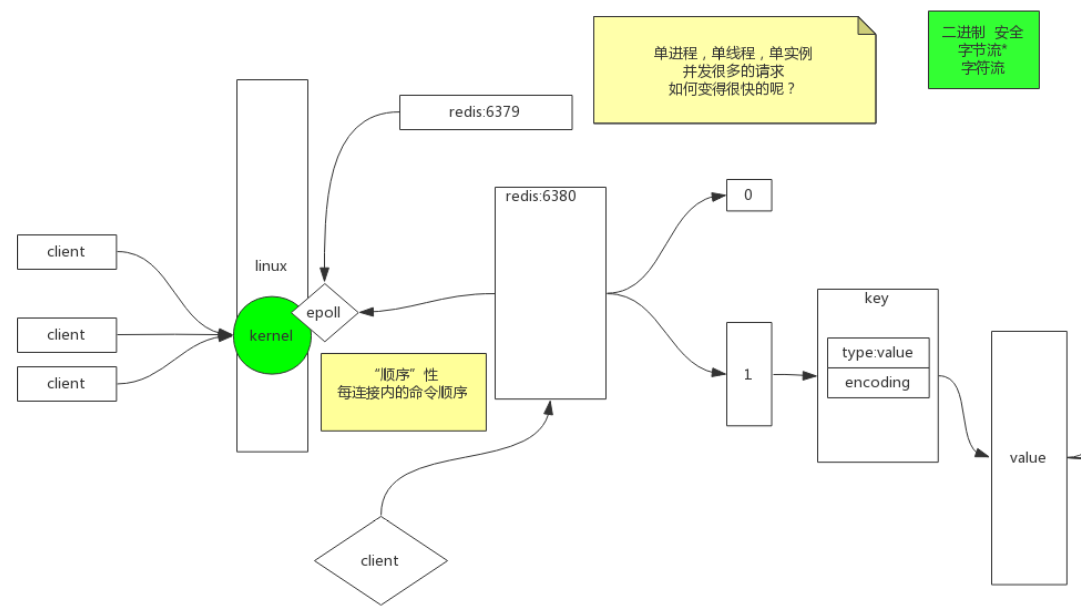 单进程，单线程，单实例
并发很多的请求
如何变得很快的呢？
二进制 安全
字节流*
字符流
redis:6379
redis:6380
0
client
linux
key
epoll
kernel
client
type:value
“顺序”性
1
encoding
client
每连接内的命令顺序
value
client